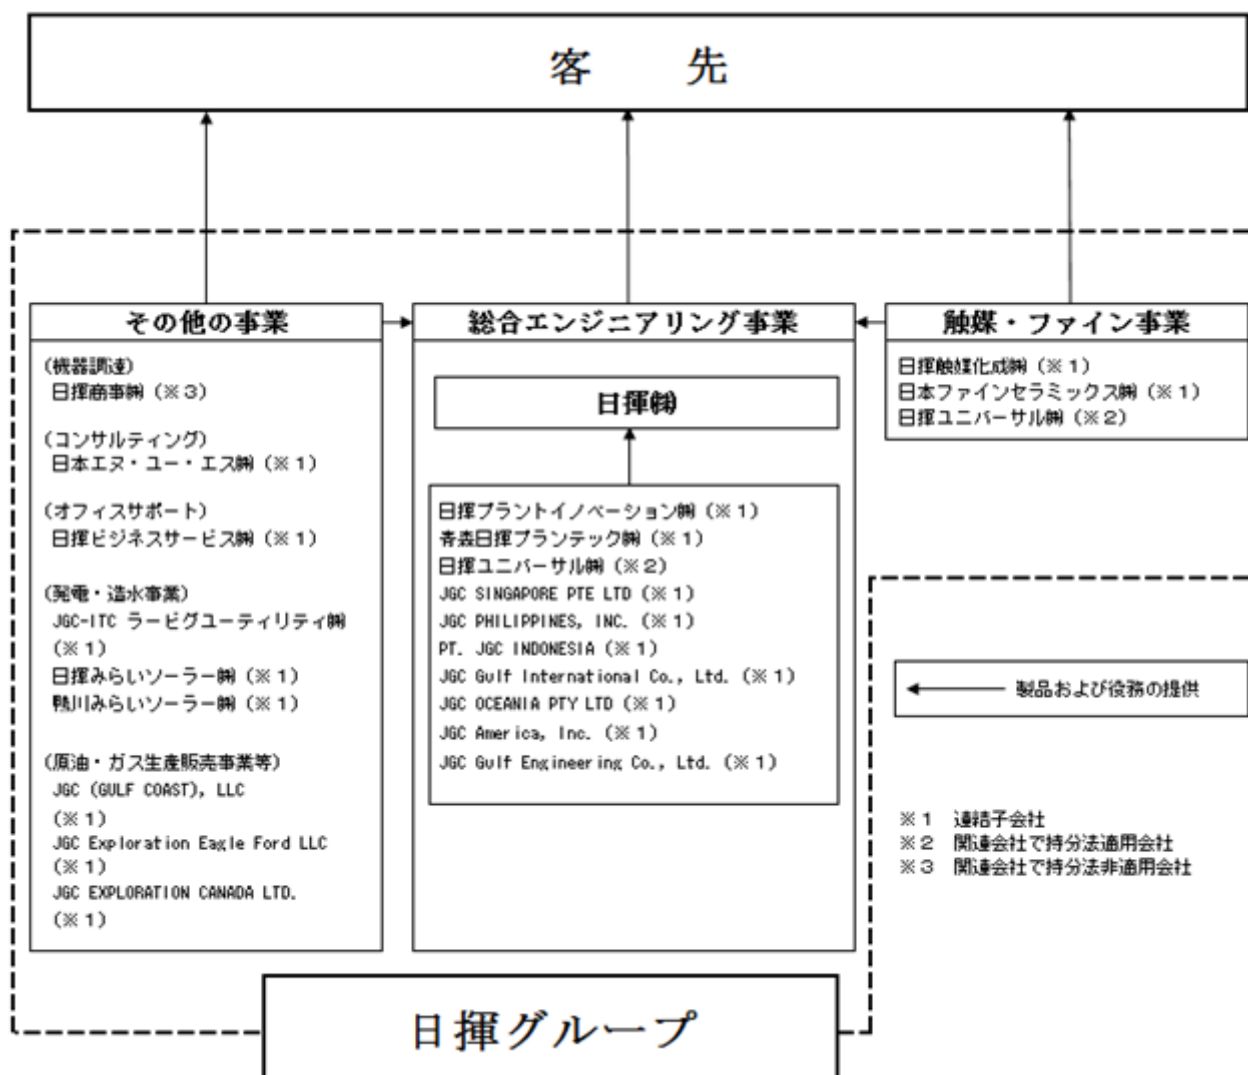 客　先
その他の事業
(機器調達)
日揮商事㈱（※３）
(コンサルティング)
日本エヌ・ユー・エス㈱（※１）
(オフィスサポート)
日揮ビジネスサービス㈱（※１）
(発電・造水事業)
JGC-ITC ラービグユーティリティ㈱
（※１）
日揮みらいソーラー㈱（※１）
鴨川みらいソーラー㈱（※１）
(原油・ガス生産販売事業等)
JGC (GULF COAST), LLC
（※１）
JGC Exploration Eagle Ford LLC
（※１）
JGC EXPLORATION CANADA LTD.
（※１）
総合エンジニアリング事業
日揮㈱
日揮プラントイノベーション㈱（※１）
青森日揮プランテック㈱（※１）
日揮ユニバーサル㈱（※２）
JGC SINGAPORE PTE LTD（※１）
JGC PHILIPPINES, INC.（※１）
PT. JGC INDONESIA（※１）
JGC Gulf International Co., Ltd.（※１）
JGC OCEANIA PTY LTD（※１）
JGC America, Inc.（※１）
JGC Gulf Engineering Co., Ltd.（※１）
触媒・ファイン事業
日揮触媒化成㈱（※１）
日本ファインセラミックス㈱（※１）
日揮ユニバーサル㈱（※２）
製品および役務の提供
※１　連結子会社
※２　関連会社で持分法適用会社
※３　関連会社で持分法非適用会社
日揮グループ